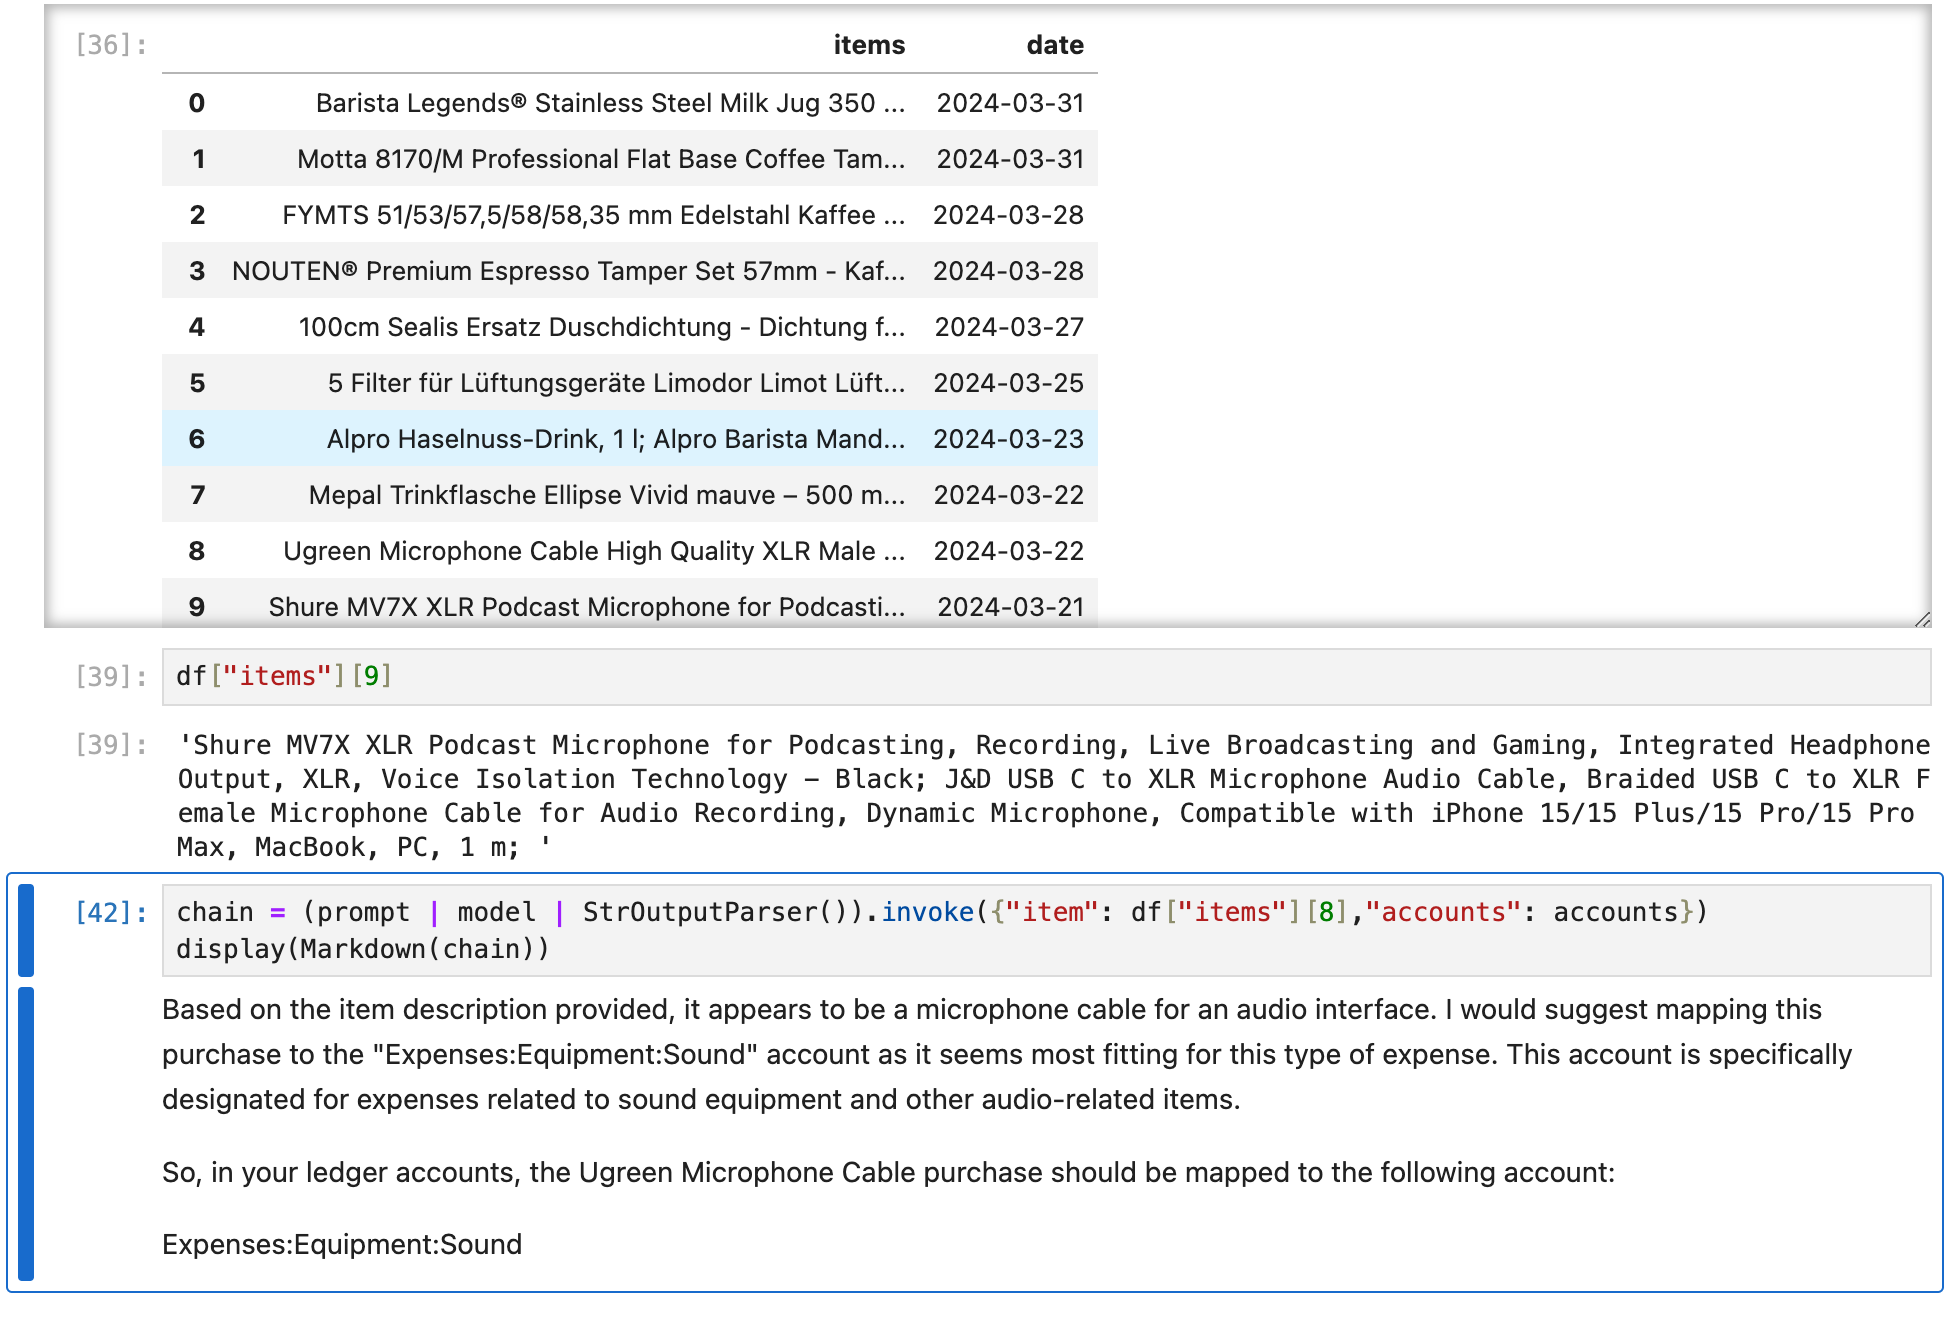 [36]: items date
0 Barista Legends® Stainless Steel Milk Jug 350 ... 2024-03-31
1 Motta 8170/M Professional Flat Base Coffee Tam... 2024-03-31
2 FYMTS 51/53/57,5/58/58,35 mm Edelstahl Kaffee ... 2024-03-28
3 NOUTEN® Premium Espresso Tamper Set 57mm - Kaf... 2024-03-28
4 100cm Sealis Ersatz Duschdichtung - Dichtung f... 2024-03-27
5 5 Filter für Lüftungsgeräte Limodor Limot Lüft... 2024-03-25
6 Alpro Haselnuss-Drink, 1 l; Alpro Barista Mand... 2024-03-23
7 Mepal Trinkflasche Ellipse Vivid mauve – 500 m... 2024-03-22
8 Ugreen Microphone Cable High Quality XLR Male ... 2024-03-22
9 Shure MV7X XLR Podcast Microphone for Podcasti... 2024-03-21
[39]: df["items"][9]
[39]: 'Shure MV7X XLR Podcast Microphone for Podcasting, Recording, Live Broadcasting and Gaming, Integrated Headphone
Output, XLR, Voice Isolation Technology – Black; J&D USB C to XLR Microphone Audio Cable, Braided USB C to XLR F
emale Microphone Cable for Audio Recording, Dynamic Microphone, Compatible with iPhone 15/15 Plus/15 Pro/15 Pro
Max, MacBook, PC, 1 m; '
[42]: chain = (prompt | model | StrOutputParser()).invoke({"item": df["items"][8],"accounts": accounts})
display(Markdown(chain))
Based on the item description provided, it appears to be a microphone cable for an audio interface. I would suggest mapping this
purchase to the "Expenses:Equipment:Sound" account as it seems most fitting for this type of expense. This account is specifically
designated for expenses related to sound equipment and other audio-related items.
So, in your ledger accounts, the Ugreen Microphone Cable purchase should be mapped to the following account:
Expenses:Equipment:Sound